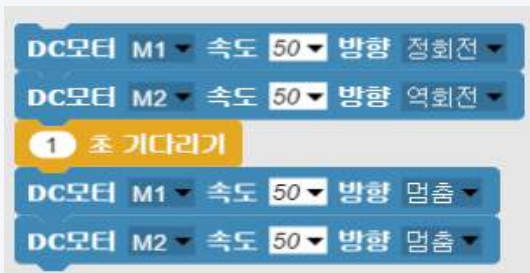 DC모터 M1 속도 50 방향 정회전
DC모터 M2 속도 50 방향 역회전
1 초 기다리기
DC모터 M1 속도 50 방향 멈춤
DC모터 M2 속도 50 방향 멈춤